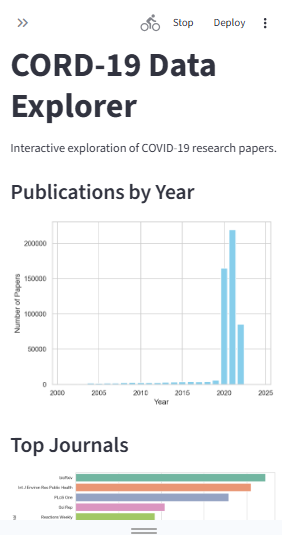 Stop Deploy
CORD-19 Data
Explorer
Interactive exploration of COVID-19 research papers.
Publications by Year
200000
150000
100000
50000
0
Number of Papers
2000 2005 2010 2015 2020 2025
Year
Top Journals
bioRxiv
Int J Environ Res Public Health
PLoS One
Sci Rep
Reactions Weekly